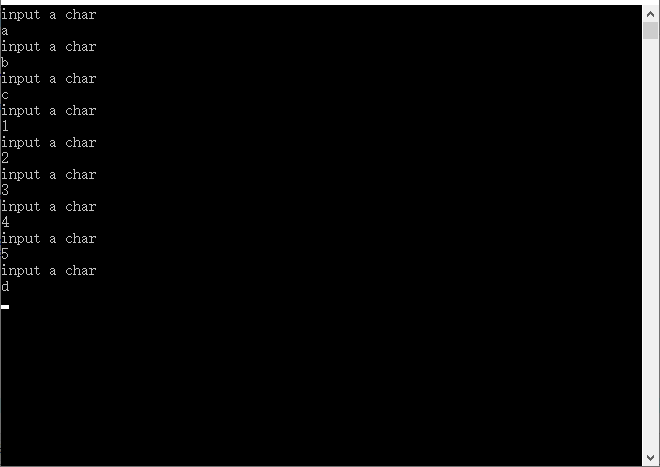 input a char
a
input a char
b
input a char
c
input a char
1
input a char
2
input a char
3
input a char
4
input a char
5
input a char
d